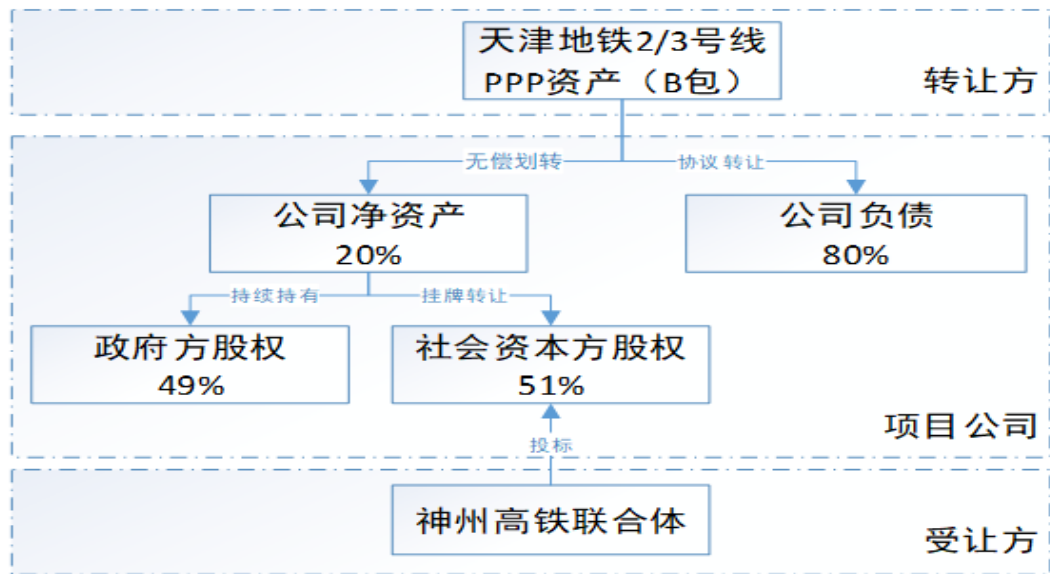 天津地铁2/3号线
PPP资产（B包）
转让方
无偿划转
协议转让
公司净资产
20%
公司负债
80%
持续持有
挂牌转让
政府方股权
49%
社会资本方股权
51%
项目公司
投标
神州高铁联合体
受让方